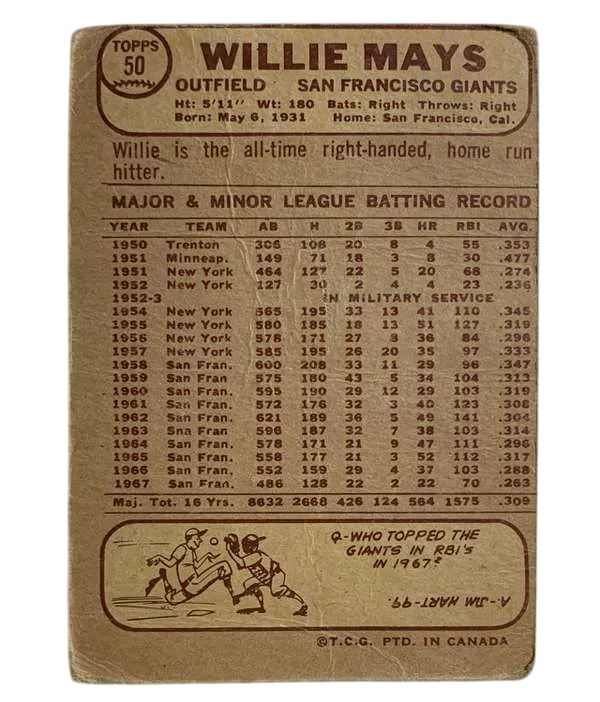 TOPPS
50
WILLIE MAYS
OUTFIELD SAN FRANCISCO GIANTS
Ht: 5'11" Wt: 180 Bats: Right Throws: Right
Born: May 6, 1931 Home: San Francisco, Cal.
Willie is the all-time right-handed, home run
hitter.
MAJOR & MINOR LEAGUE BATTING RECORD
YEAR TEAM AB H 2B 3B HR RBI AVG.
1950 Trenton 306 108 20 8 4 55 .353
1951 Minneap. 149 71 18 3 8 30 .477
1951 New York 464 127 22 5 20 68 .274
1952 New York 127 30 2 4 4 23 .236
1952-3 IN MILITARY SERVICE
1954 New York 565 195 33 13 41 110 .345
1955 New York 580 185 18 13 51 127 .319
1956 New York 578 171 27 8 36 84 .296
1957 New York 585 195 26 20 35 97 .333
1958 San Fran. 600 208 33 11 29 96 .347
1959 San Fran. 575 180 43 5 34 104 .313
1960 San Fran. 595 190 29 12 29 103 .319
1961 San Fran. 572 176 32 3 40 123 .308
1962 San Fran. 621 189 36 5 49 141 .304
1963 Sna Fran. 596 187 32 7 38 103 .314
1964 San Fran. 578 171 21 9 47 111 .296
1965 San Fran. 558 177 21 3 52 112 .317
1966 San Fran. 552 159 29 4 37 103 .288
1967 San Fran. 486 128 22 2 22 70 .263
Maj. Tot. 16 Yrs. 8632 2668 426 124 564 1575 .309
Q-WHO TOPPED THE
GIANTS IN RBI'S
IN 1967?
A-JIM HART-99.
©T.C.G. PTD. IN CANADA